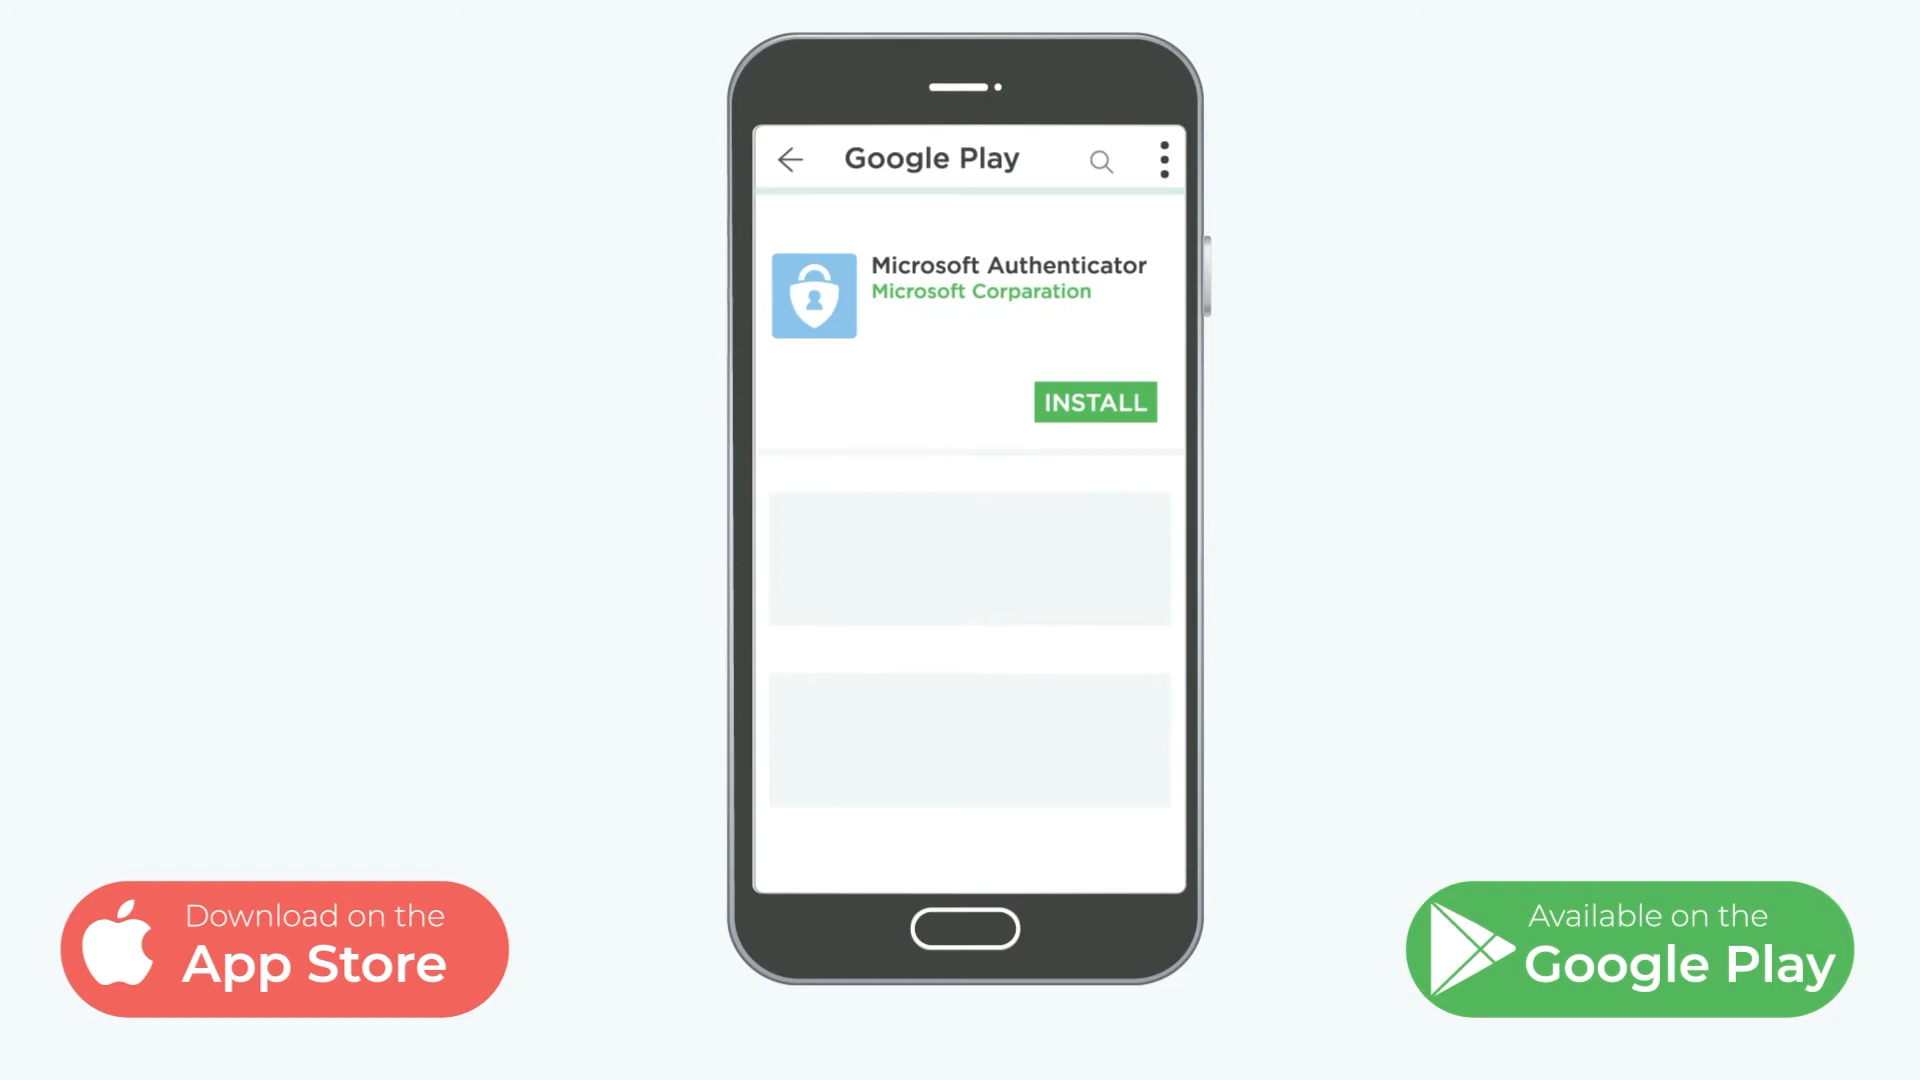 Google Play
Microsoft Authenticator
Microsoft Corparation
INSTALL
Download on the
App Store
Available on the
Google Play